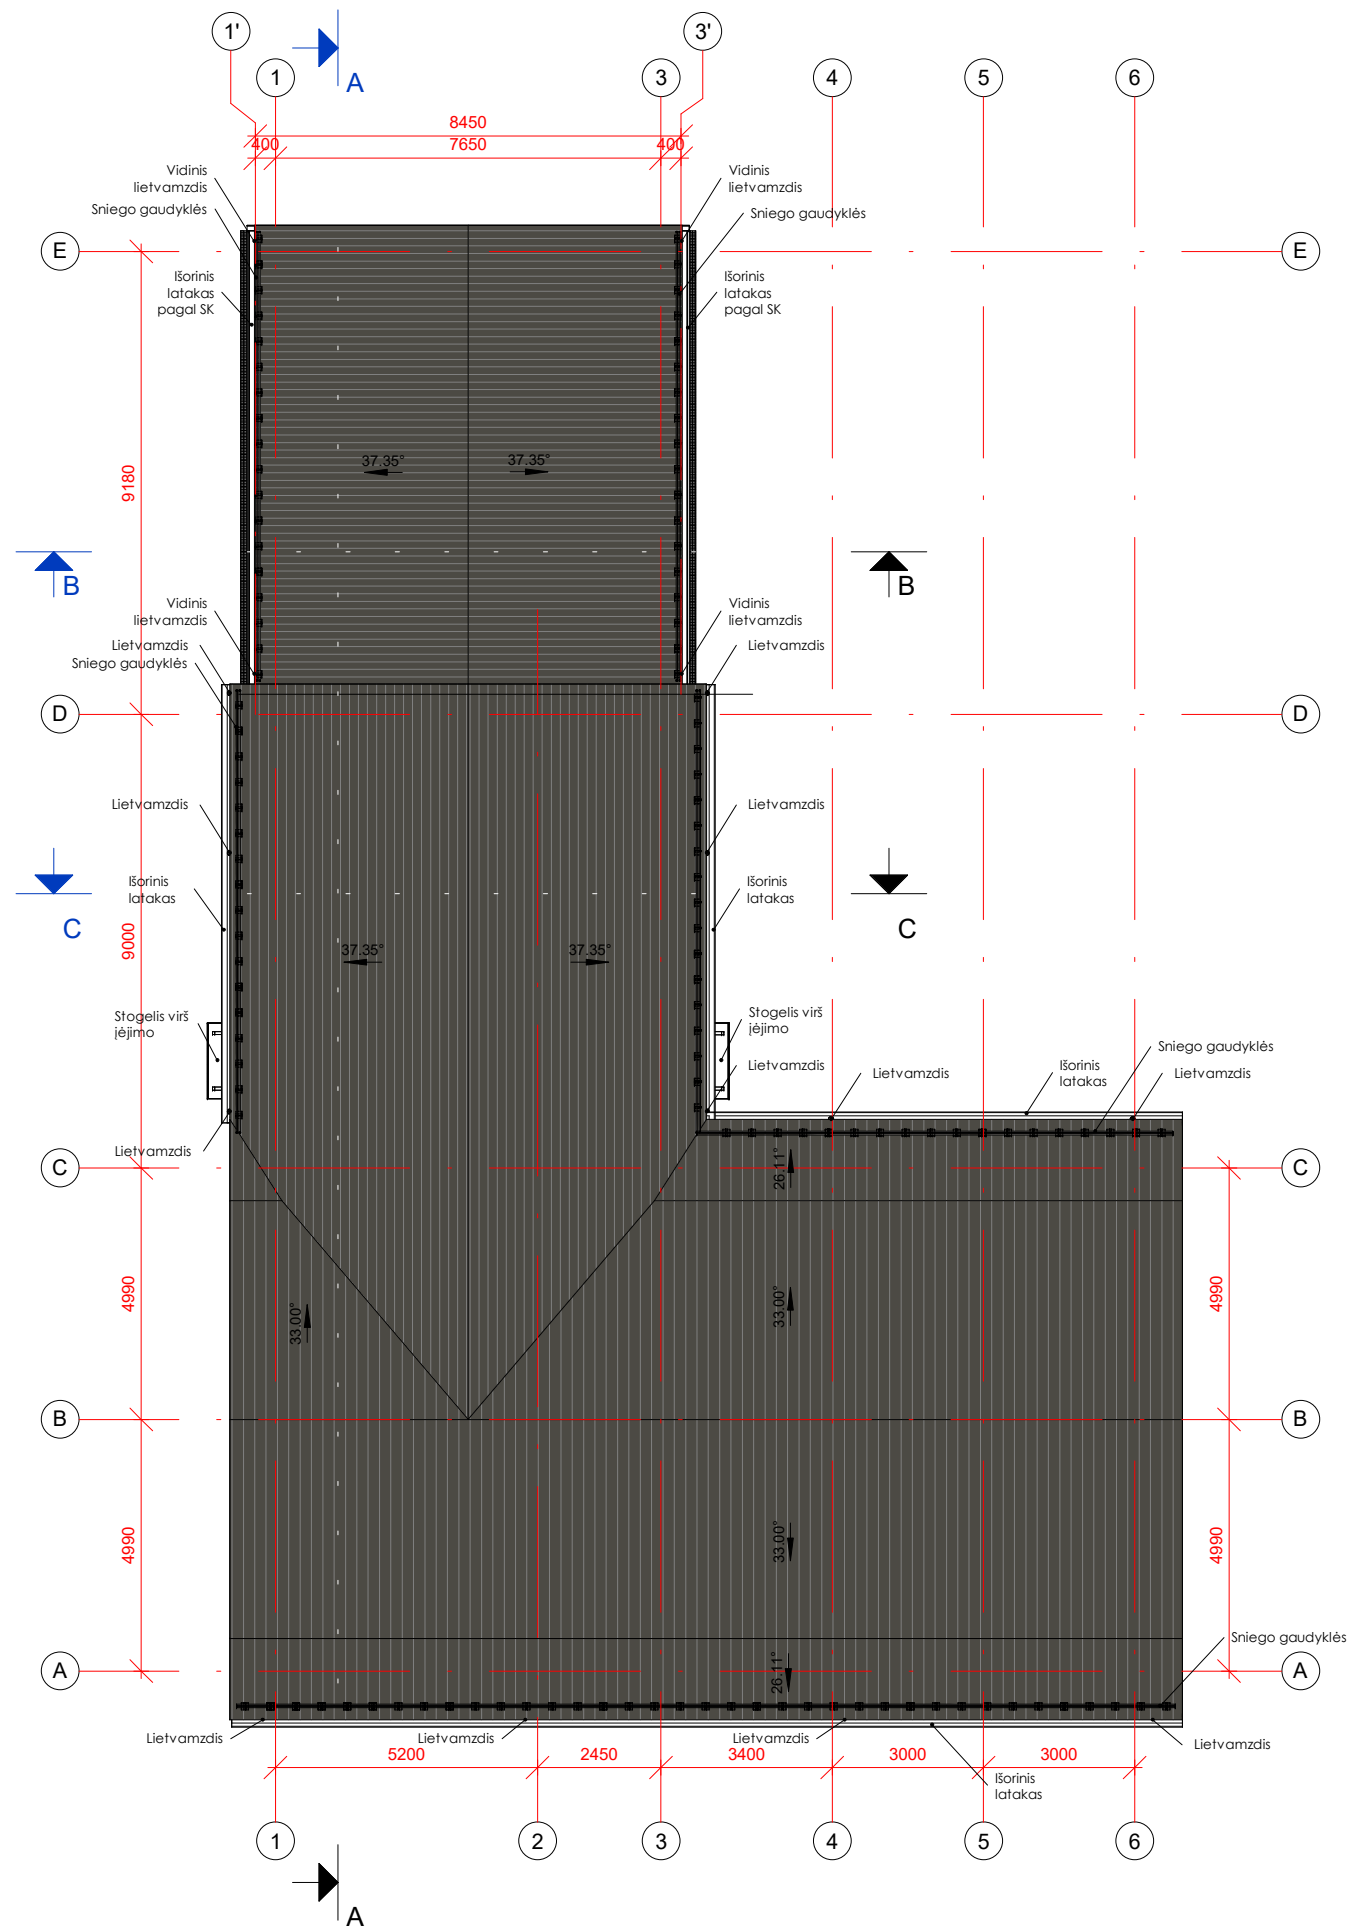 1'
3'
A
1
3
4
5
6
8450
400
7650
400
Vidinis
lietvamzdis
Sniego gaudyklės
Vidinis
lietvamzdis
Sniego gaudyklės
E
E
Išorinis
latakas
pagal SK
Išorinis
latakas
pagal SK
37.35°
37.35°
9180
B
B
Vidinis
lietvamzdis
Lietvamzdis
Sniego gaudyklės
Vidinis
lietvamzdis
Lietvamzdis
D
D
Lietvamzdis
Lietvamzdis
Išorinis
latakas
Išorinis
latakas
C
C
9000
37.35°
37.35°
Stogelis virš
įėjimo
Stogelis virš
įėjimo
Sniego gaudyklės
Lietvamzdis
Lietvamzdis
Išorinis
latakas
Lietvamzdis
Lietvamzdis
C
C
26.11°
4990
33.00°
33.00°
4990
B
B
4990
33.00°
4990
Sniego gaudyklės
A
A
26.11°
Lietvamzdis
Lietvamzdis
Lietvamzdis
Lietvamzdis
5200
2450
3400
3000
3000
Išorinis
latakas
1
2
3
4
5
6
A